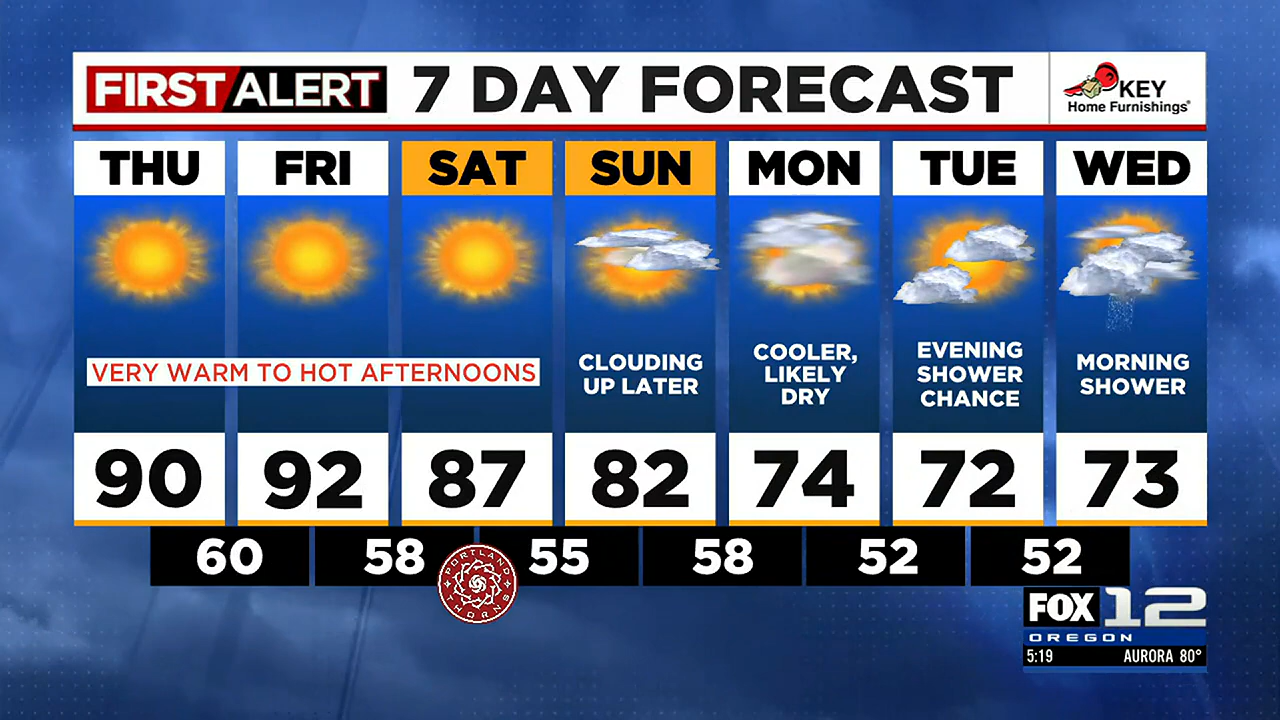 FIRST ALERT 7 DAY FORECAST
KEY
Home Furnishings®
THU FRI SAT SUN MON TUE WED
VERY WARM TO HOT AFTERNOONS
CLOUDING
UP LATER
COOLER,
LIKELY
DRY
EVENING
SHOWER
CHANCE
MORNING
SHOWER
90 92 87 82 74 72 73
60 58 55 58 52 52
PORTLAND
THORNS
FOX 12
OREGON
5:19 AURORA 80°